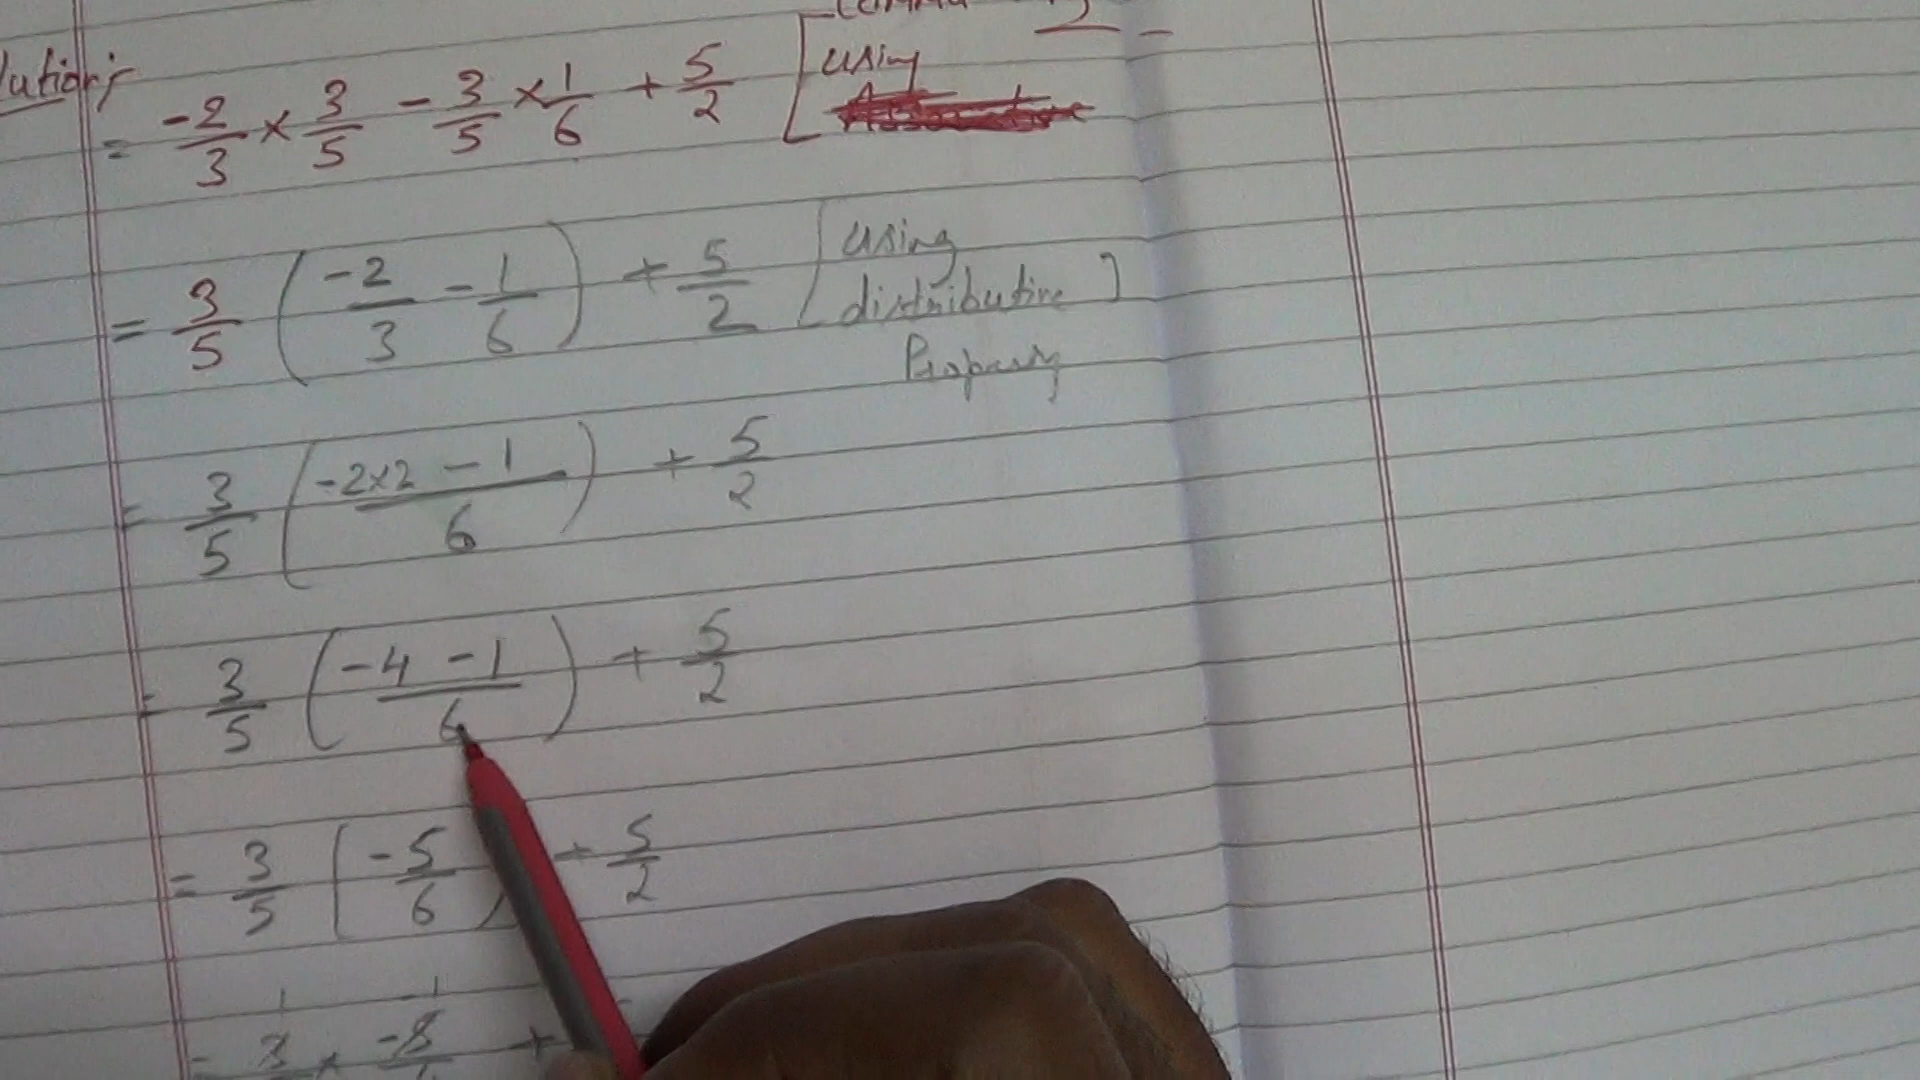 = -2/3 × 3/5 - 3/5 × 1/6 + 5/2 [using
= 3/5 (-2/3 - 1/6) + 5/2 [using distributive Property]
= 3/5 (-2×2 - 1 / 6) + 5/2
= 3/5 (-4 - 1 / 6) + 5/2
= 3/5 (-5/6) + 5/2